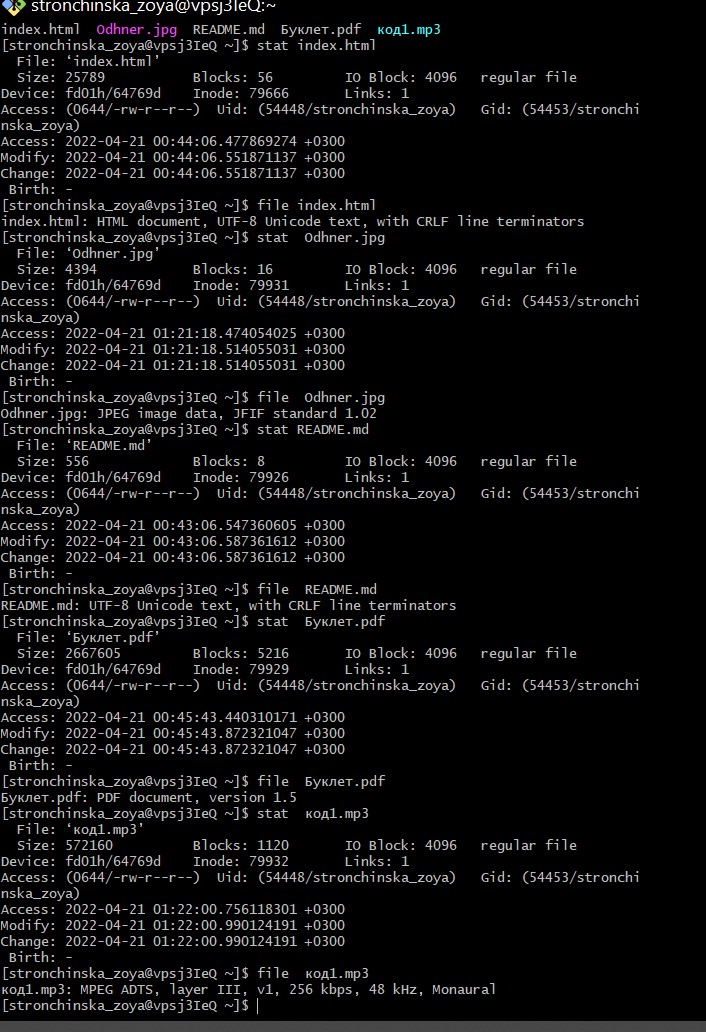 stronchinska_zoya@vpsj3IeQ:~
index.html  Odhner.jpg  README.md  Буклет.pdf  код1.mp3
[stronchinska_zoya@vpsj3IeQ ~]$ stat index.html
  File: ‘index.html’
  Size: 25789           Blocks: 56         IO Block: 4096   regular file
Device: fd01h/64769d    Inode: 79666       Links: 1
Access: (0644/-rw-r--r--)  Uid: (54448/stronchinska_zoya)   Gid: (54453/stronchi
nska_zoya)
Access: 2022-04-21 00:44:06.477869274 +0300
Modify: 2022-04-21 00:44:06.551871137 +0300
Change: 2022-04-21 00:44:06.551871137 +0300
 Birth: -
[stronchinska_zoya@vpsj3IeQ ~]$ file index.html
index.html: HTML document, UTF-8 Unicode text, with CRLF line terminators
[stronchinska_zoya@vpsj3IeQ ~]$ stat  Odhner.jpg
  File: ‘Odhner.jpg’
  Size: 4394            Blocks: 16         IO Block: 4096   regular file
Device: fd01h/64769d    Inode: 79931       Links: 1
Access: (0644/-rw-r--r--)  Uid: (54448/stronchinska_zoya)   Gid: (54453/stronchi
nska_zoya)
Access: 2022-04-21 01:21:18.474054025 +0300
Modify: 2022-04-21 01:21:18.514055031 +0300
Change: 2022-04-21 01:21:18.514055031 +0300
 Birth: -
[stronchinska_zoya@vpsj3IeQ ~]$ file  Odhner.jpg
Odhner.jpg: JPEG image data, JFIF standard 1.02
[stronchinska_zoya@vpsj3IeQ ~]$ stat README.md
  File: ‘README.md’
  Size: 556             Blocks: 8          IO Block: 4096   regular file
Device: fd01h/64769d    Inode: 79926       Links: 1
Access: (0644/-rw-r--r--)  Uid: (54448/stronchinska_zoya)   Gid: (54453/stronchi
nska_zoya)
Access: 2022-04-21 00:43:06.547360605 +0300
Modify: 2022-04-21 00:43:06.587361612 +0300
Change: 2022-04-21 00:43:06.587361612 +0300
 Birth: -
[stronchinska_zoya@vpsj3IeQ ~]$ file  README.md
README.md: UTF-8 Unicode text, with CRLF line terminators
[stronchinska_zoya@vpsj3IeQ ~]$ stat  Буклет.pdf
  File: ‘Буклет.pdf’
  Size: 2667605         Blocks: 5216       IO Block: 4096   regular file
Device: fd01h/64769d    Inode: 79929       Links: 1
Access: (0644/-rw-r--r--)  Uid: (54448/stronchinska_zoya)   Gid: (54453/stronchi
nska_zoya)
Access: 2022-04-21 00:45:43.440310171 +0300
Modify: 2022-04-21 00:45:43.872321047 +0300
Change: 2022-04-21 00:45:43.872321047 +0300
 Birth: -
[stronchinska_zoya@vpsj3IeQ ~]$ file  Буклет.pdf
Буклет.pdf: PDF document, version 1.5
[stronchinska_zoya@vpsj3IeQ ~]$ stat  код1.mp3
  File: ‘код1.mp3’
  Size: 572160          Blocks: 1120       IO Block: 4096   regular file
Device: fd01h/64769d    Inode: 79932       Links: 1
Access: (0644/-rw-r--r--)  Uid: (54448/stronchinska_zoya)   Gid: (54453/stronchi
nska_zoya)
Access: 2022-04-21 01:22:00.756118301 +0300
Modify: 2022-04-21 01:22:00.990124191 +0300
Change: 2022-04-21 01:22:00.990124191 +0300
 Birth: -
[stronchinska_zoya@vpsj3IeQ ~]$ file  код1.mp3
код1.mp3: MPEG ADTS, layer III, v1, 256 kbps, 48 kHz, Monaural
[stronchinska_zoya@vpsj3IeQ ~]$